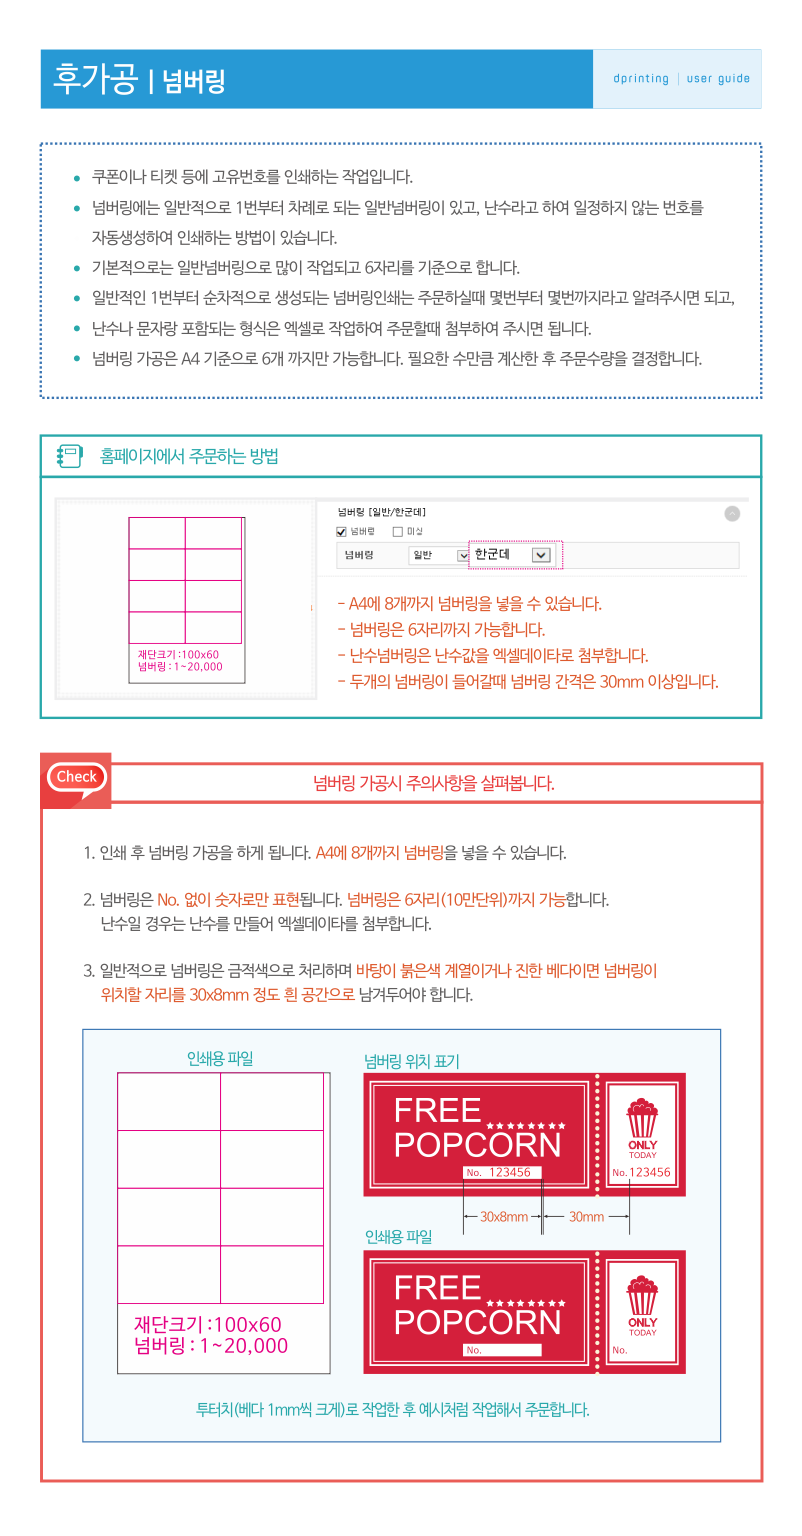 후가공 | 넘버링
dprinting | user guide
쿠폰이나 티켓 등에 고유번호를 인쇄하는 작업입니다.
넘버링에는 일반적으로 1번부터 차례로 되는 일반넘버링이 있고, 난수라고 하여 일정하지 않는 번호를
자동생성하여 인쇄하는 방법이 있습니다.
기본적으로는 일반넘버링으로 많이 작업되고 6자리를 기준으로 합니다.
일반적인 1번부터 순차적으로 생성되는 넘버링인쇄는 주문하실때 몇번부터 몇번까지라고 알려주시면 되고,
난수나 문자랑 포함되는 형식은 엑셀로 작업하여 주문할때 첨부하여 주시면 됩니다.
넘버링 가공은 A4 기준으로 6개 까지만 가능합니다. 필요한 수만큼 계산한 후 주문수량을 결정합니다.
홈페이지에서 주문하는 방법
재단크기 :100x60
넘버링 : 1~20,000
넘버링 [일반/한군데]
넘버링 미싱
넘버링 일반 한군데
- A4에 8개까지 넘버링을 넣을 수 있습니다.
- 넘버링은 6자리까지 가능합니다.
- 난수넘버링은 난수값을 엑셀데이타로 첨부합니다.
- 두개의 넘버링이 들어갈때 넘버링 간격은 30mm 이상입니다.
Check
넘버링 가공시 주의사항을 살펴봅니다.
1. 인쇄 후 넘버링 가공을 하게 됩니다. A4에 8개까지 넘버링을 넣을 수 있습니다.
2. 넘버링은 No. 없이 숫자로만 표현됩니다. 넘버링은 6자리(10만단위)까지 가능합니다.
난수일 경우는 난수를 만들어 엑셀데이타를 첨부합니다.
3. 일반적으로 넘버링은 금적색으로 처리하며 바탕이 붉은색 계열이거나 진한 베다이면 넘버링이
위치할 자리를 30x8mm 정도 흰 공간으로 남겨두어야 합니다.
인쇄용 파일
재단크기 :100x60
넘버링 : 1~20,000
넘버링 위치 표기
FREE
POPCORN
No. 123456
ONLY
TODAY
No. 123456
30x8mm
30mm
인쇄용 파일
FREE
POPCORN
No.
ONLY
TODAY
No.
투터치(베다 1mm씩 크게)로 작업한 후 예시처럼 작업해서 주문합니다.